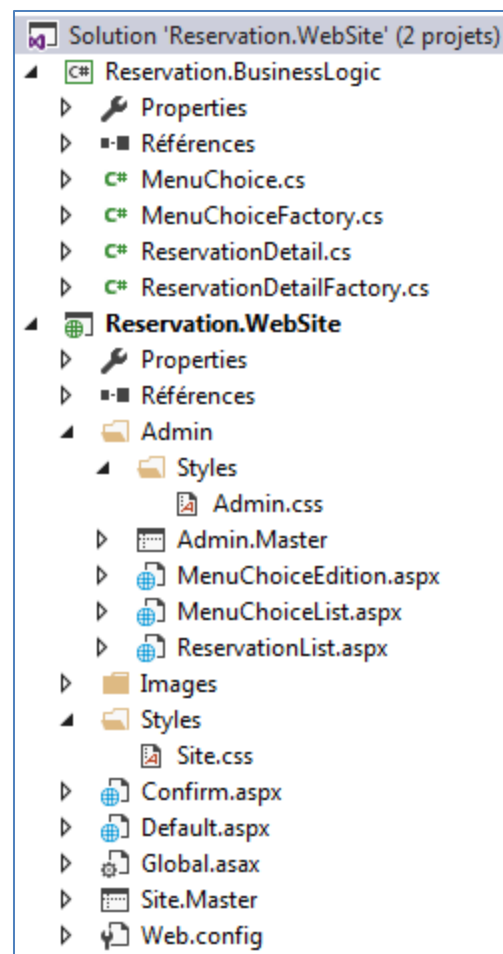 Solution 'Reservation.WebSite' (2 projets)
C# Reservation.BusinessLogic
Properties
Références
C# MenuChoice.cs
C# MenuChoiceFactory.cs
C# ReservationDetail.cs
C# ReservationDetailFactory.cs
Reservation.WebSite
Properties
Références
Admin
Styles
Admin.css
Admin.Master
MenuChoiceEdition.aspx
MenuChoiceList.aspx
ReservationList.aspx
Images
Styles
Site.css
Confirm.aspx
Default.aspx
Global.asax
Site.Master
Web.config